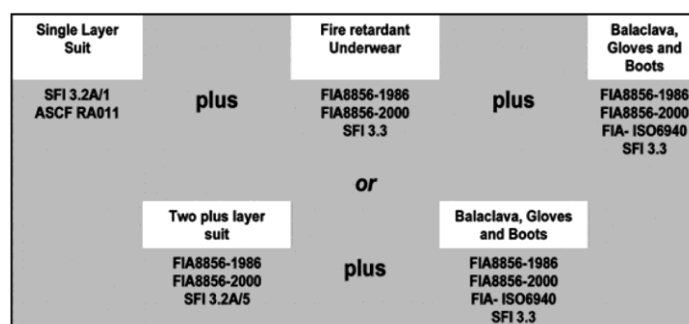 Single Layer
Suit
SFI 3.2A/1
ASCF RA011
plus
Fire retardant
Underwear
FIA8856-1986
FIA8856-2000
SFI 3.3
plus
Balaclava,
Gloves and
Boots
FIA8856-1986
FIA8856-2000
FIA- ISO6940
SFI 3.3
or
Two plus layer
suit
FIA8856-1986
FIA8856-2000
SFI 3.2A/5
plus
Balaclava, Gloves
and Boots
FIA8856-1986
FIA8856-2000
FIA- ISO6940
SFI 3.3